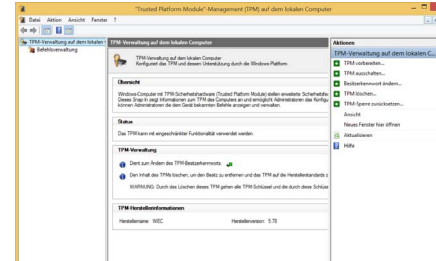 "Trusted Platform Module"-Management (TPM) auf dem lokalen Computer
Datei Aktion Ansicht Fenster ?
TPM-Verwaltung auf dem lokalen
Befehlsverwaltung
TPM-Verwaltung auf dem lokalen Computer
TPM-Verwaltung auf dem lokalen Computer
Konfiguriert das TPM und dessen Unterstützung durch die Windows-Plattform.
Übersicht
Windows-Computer mit TPM-Sicherheitshardware (Trusted Platform Module) stellen erweiterte Sicherheitsfe
Dieses Snap-In zeigt Informationen zum TPM des Computers an und ermöglicht Administratoren das Konfigu
können Administratoren die dem Gerät bekannten Befehle anzeigen und verwalten.
Status
Das TPM kann mit eingeschränkter Funktionalität verwendet werden.
TPM-Verwaltung
Dient zum Ändern des TPM-Besitzerkennworts.
Den Inhalt des TPMs löschen, um den Besitz zu entfernen und das TPM auf die Herstellerstandards z
WARNUNG: Durch das Löschen dieses TPM gehen alle TPM-Schlüssel und die durch diese Schlüss
TPM-Herstellerinformationen
Herstellername: WEC Herstellerversion: 5.70
Aktionen
TPM-Verwaltung auf dem lokalen C...
TPM vorbereiten...
TPM ausschalten...
Besitzerkennwort ändern...
TPM löschen...
TPM-Sperre zurücksetzen...
Ansicht
Neues Fenster hier öffnen
Aktualisieren
Hilfe